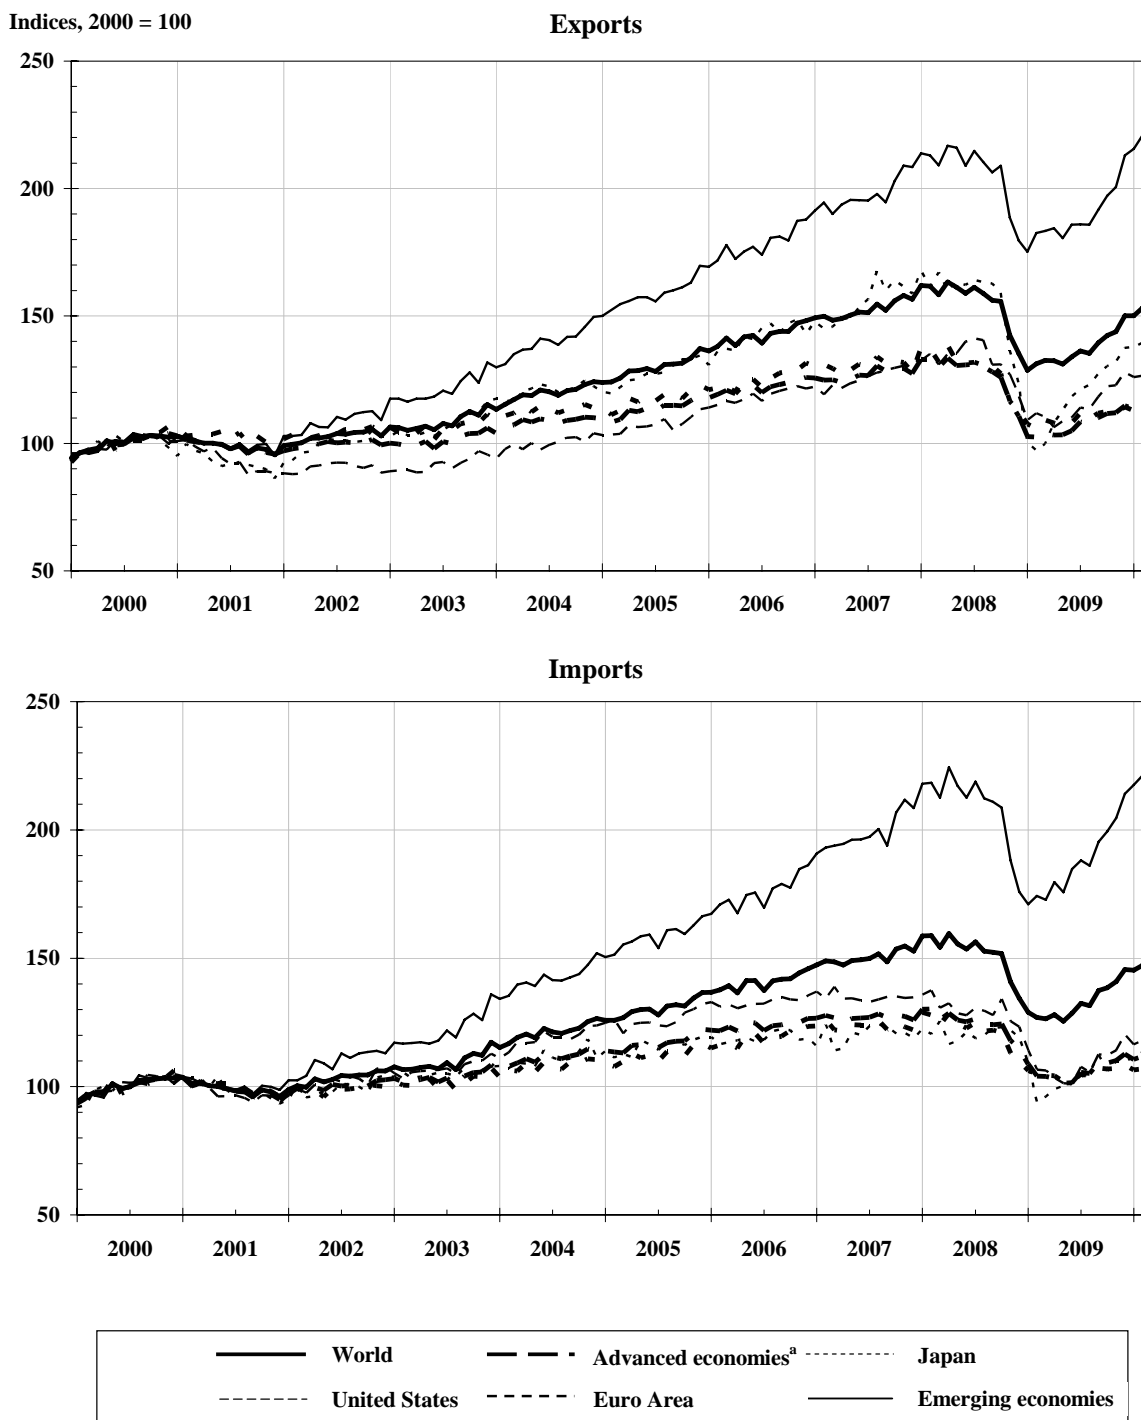 Indices, 2000 = 100
Exports
250
200
150
100
50
2000 2001 2002 2003 2004 2005 2006 2007 2008 2009
Imports
250
200
150
100
50
2000 2001 2002 2003 2004 2005 2006 2007 2008 2009
World Advanced economiesᵃ Japan
United States Euro Area Emerging economies